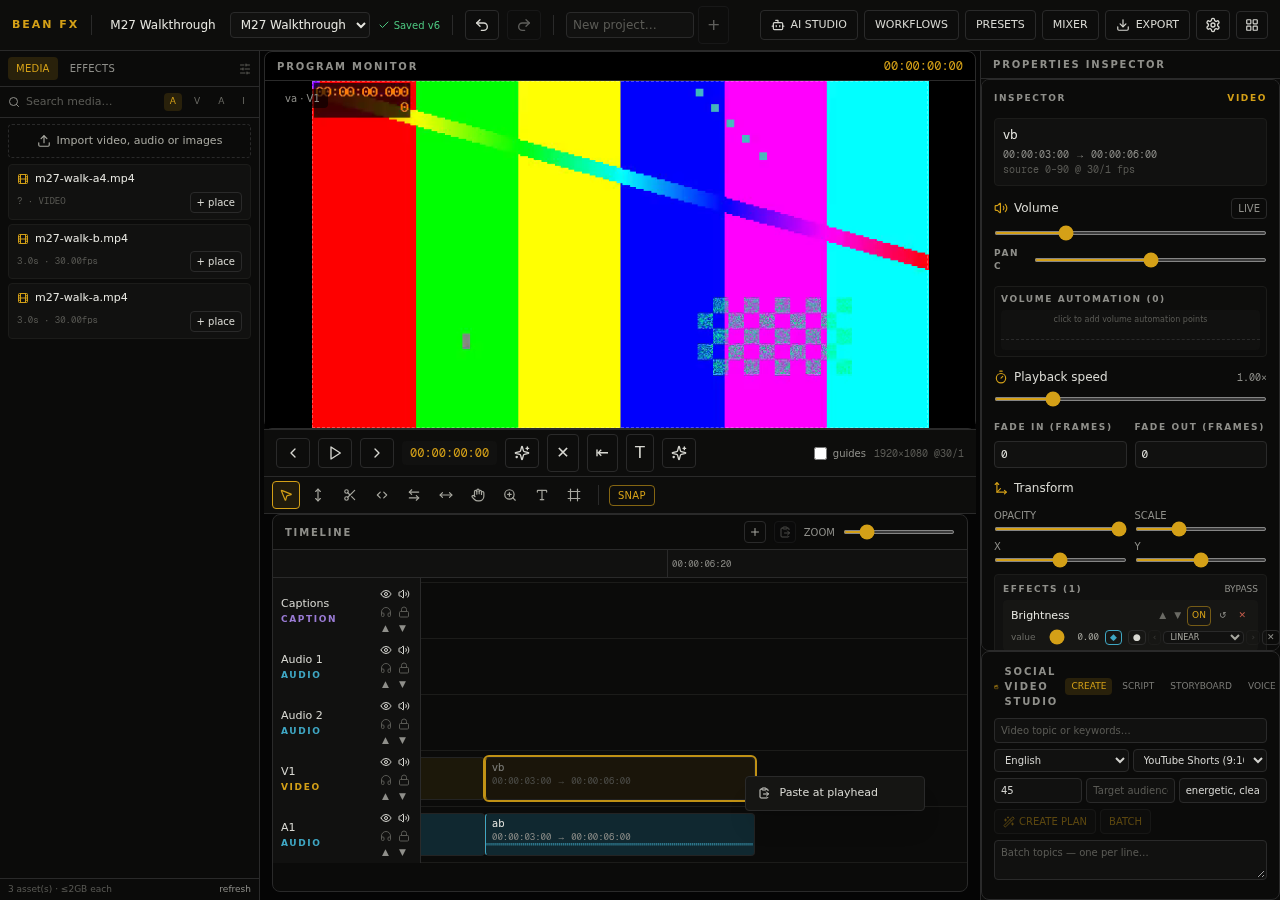 BEAN FX
M27 Walkthrough
M27 Walkthrough
Saved v6
New project...
AI STUDIO
WORKFLOWS
PRESETS
MIXER
EXPORT
MEDIA
EFFECTS
Search media...
A V A I
Import video, audio or images
m27-walk-a4.mp4
? · VIDEO
+ place
m27-walk-b.mp4
3.0s · 30.00fps
+ place
m27-walk-a.mp4
3.0s · 30.00fps
+ place
3 asset(s) · ≤2GB each
refresh
PROGRAM MONITOR
00:00:00:00
va · V1
00:00:00.000
0
00:00:00:00
T
guides
1920×1080 @30/1
SNAP
TIMELINE
ZOOM
00:00:06:20
Captions
CAPTION
Audio 1
AUDIO
Audio 2
AUDIO
V1
VIDEO
vb
00:00:03:00 → 00:00:06:00
Paste at playhead
A1
AUDIO
ab
00:00:03:00 → 00:00:06:00
PROPERTIES INSPECTOR
INSPECTOR
VIDEO
vb
00:00:03:00 → 00:00:06:00
source 0-90 @ 30/1 fps
Volume
LIVE
PAN
C
VOLUME AUTOMATION (0)
click to add volume automation points
Playback speed
1.00×
FADE IN (FRAMES)
FADE OUT (FRAMES)
0
0
Transform
OPACITY
SCALE
X
Y
EFFECTS (1)
BYPASS
Brightness
ON
value
0.00
LINEAR
SOCIAL
VIDEO
STUDIO
CREATE
SCRIPT
STORYBOARD
VOICE
Video topic or keywords...
English
YouTube Shorts (9:16
45
Target audienc
energetic, clea
CREATE PLAN
BATCH
Batch topics — one per line...